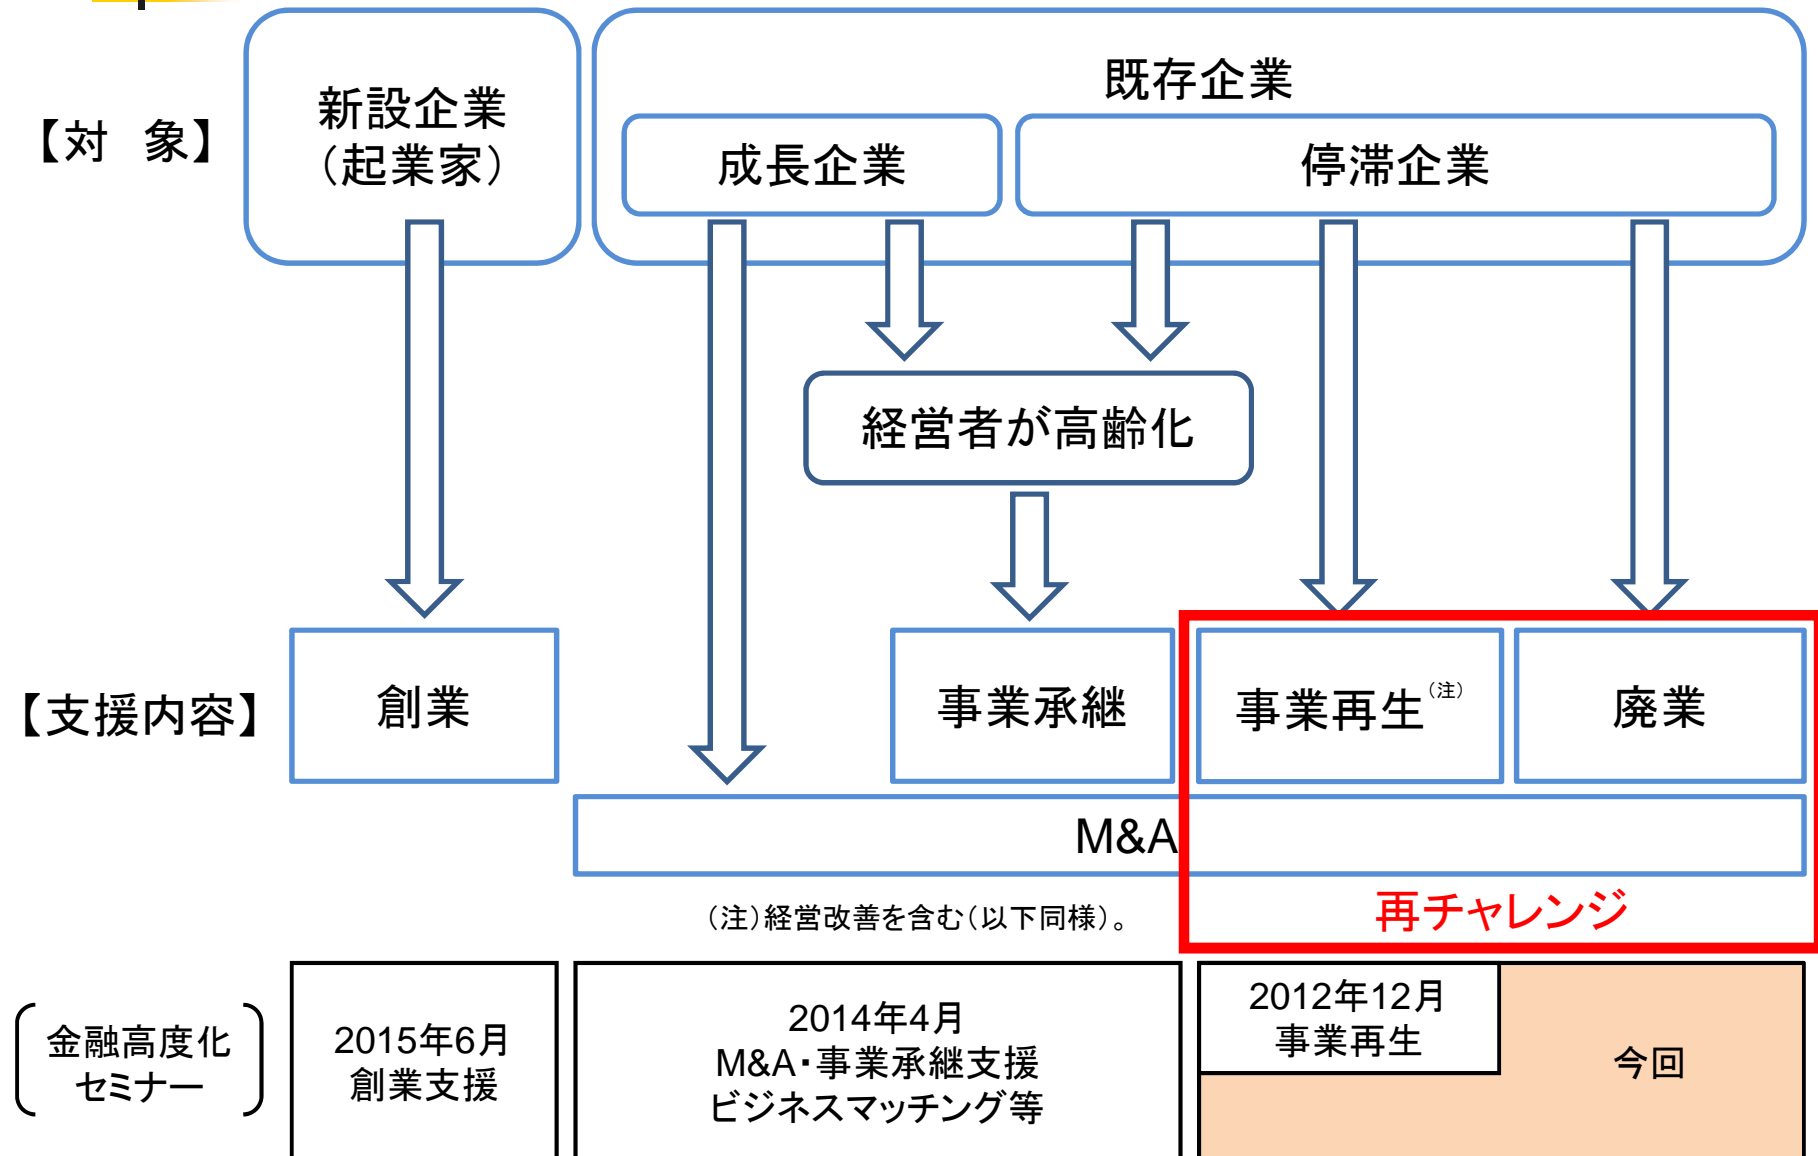 【対　象】
新設企業
（起業家）
既存企業
成長企業
停滞企業
経営者が高齢化
【支援内容】
創業
事業承継
事業再生（注）
廃業
M&A
（注）経営改善を含む（以下同様）。
再チャレンジ
金融高度化
セミナー
2015年6月
創業支援
2014年4月
M&A・事業承継支援
ビジネスマッチング等
2012年12月
事業再生
今回